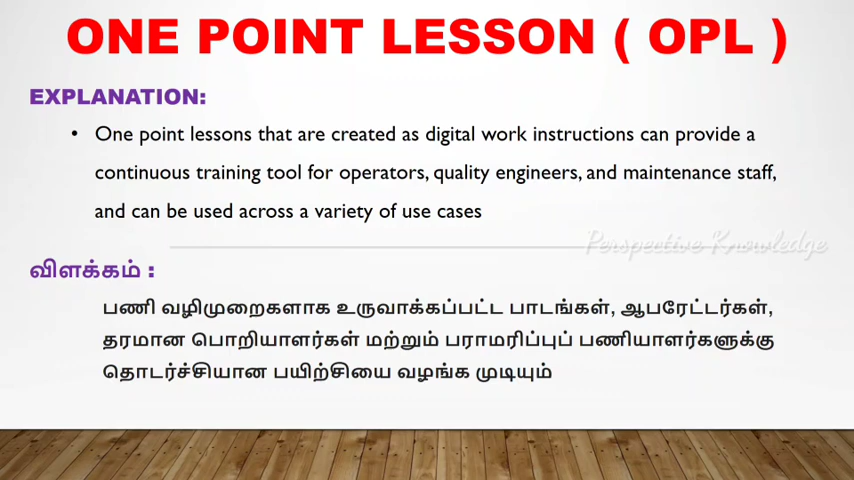 ONE POINT LESSON ( OPL )
EXPLANATION:
• One point lessons that are created as digital work instructions can provide a
continuous training tool for operators, quality engineers, and maintenance staff,
and can be used across a variety of use cases
Perspective Knowledge
விளக்கம் :
பணி வழிமுறைகளாக உருவாக்கப்பட்ட பாடங்கள், ஆபரேட்டர்கள்,
தரமான பொறியாளர்கள் மற்றும் பராமரிப்புப் பணியாளர்களுக்கு
தொடர்ச்சியான பயிற்சியை வழங்க முடியும்